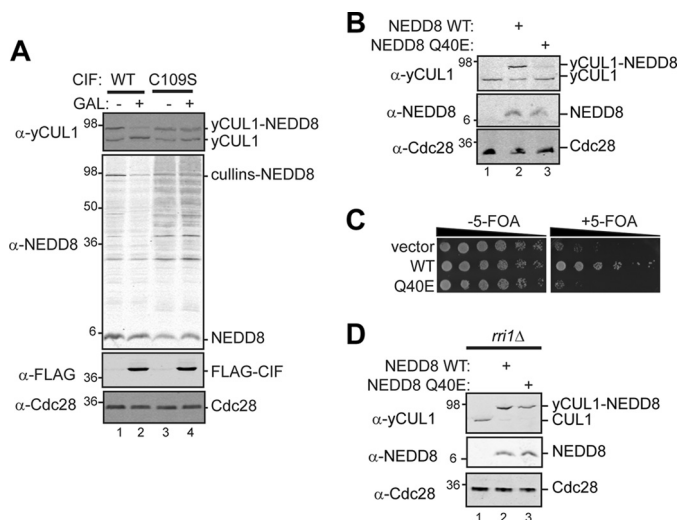 A
CIF: WT C109S
GAL: - + - +
α-yCUL1 98 yCUL1-NEDD8
yCUL1
98 cullins-NEDD8
50
α-NEDD8 36
6 NEDD8
α-FLAG 36 FLAG-CIF
α-Cdc28 36 Cdc28
1 2 3 4
B
NEDD8 WT: +
NEDD8 Q40E: +
α-yCUL1 98 yCUL1-NEDD8
yCUL1
α-NEDD8 6 NEDD8
α-Cdc28 36 Cdc28
1 2 3
C
-5-FOA +5-FOA
vector
WT
Q40E
D
rri1Δ
NEDD8 WT: +
NEDD8 Q40E: +
α-yCUL1 98 yCUL1-NEDD8
CUL1
α-NEDD8 6 NEDD8
α-Cdc28 36 Cdc28
1 2 3